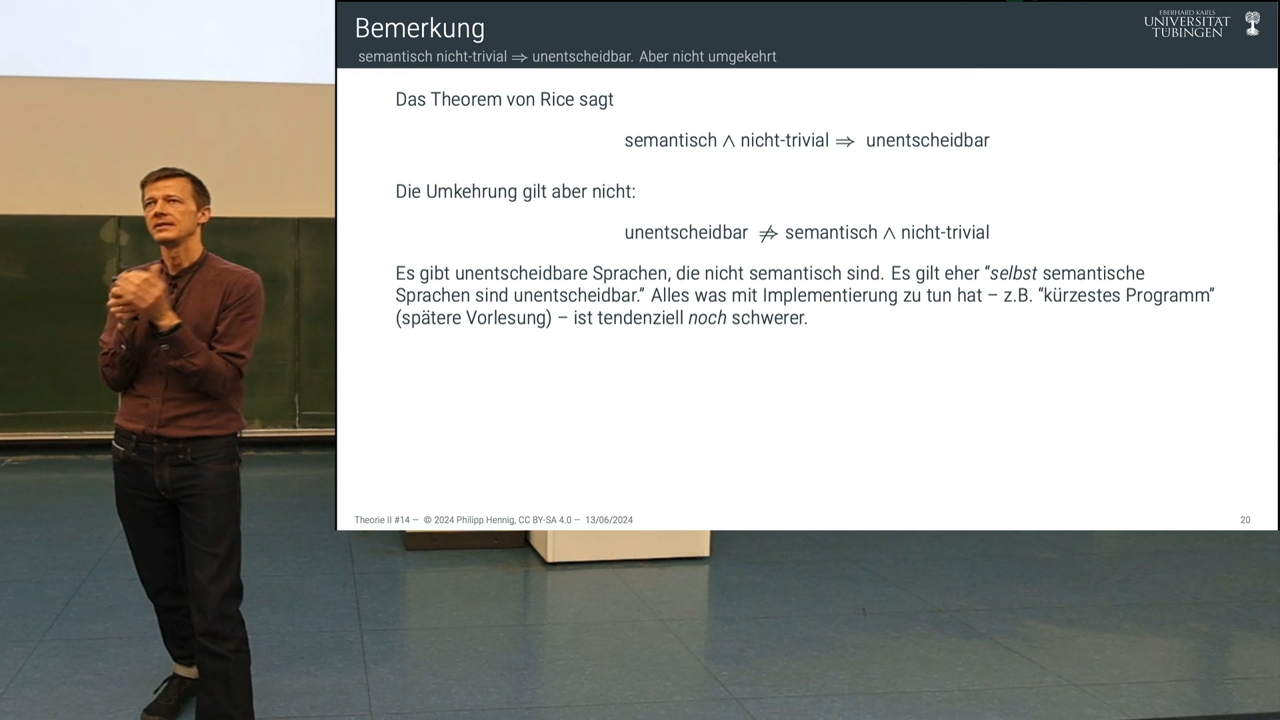 Bemerkung
semantisch nicht-trivial ⇒ unentscheidbar. Aber nicht umgekehrt
EBERHARD KARLS
UNIVERSITÄT
TÜBINGEN
Das Theorem von Rice sagt
semantisch ∧ nicht-trivial ⇒ unentscheidbar
Die Umkehrung gilt aber nicht:
unentscheidbar ⇏ semantisch ∧ nicht-trivial
Es gibt unentscheidbare Sprachen, die nicht semantisch sind. Es gilt eher “selbst semantische
Sprachen sind unentscheidbar.” Alles was mit Implementierung zu tun hat – z.B. “kürzestes Programm”
(spätere Vorlesung) – ist tendenziell noch schwerer.
Theorie II #14 — © 2024 Philipp Hennig, CC BY-SA 4.0 — 13/06/2024
20